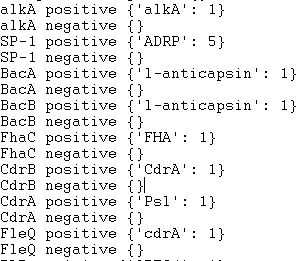 alkA positive {'alkA': 1}
alkA negative {}
SP-1 positive {'ADRP': 5}
SP-1 negative {}
BacA positive {'l-anticapsin': 1}
BacA negative {}
BacB positive {'l-anticapsin': 1}
BacB negative {}
FhaC positive {'FHA': 1}
FhaC negative {}
CdrB positive {'CdrA': 1}
CdrB negative {}
CdrA positive {'Psl': 1}
CdrA negative {}
FleQ positive {'cdrA': 1}
FleQ negative {}